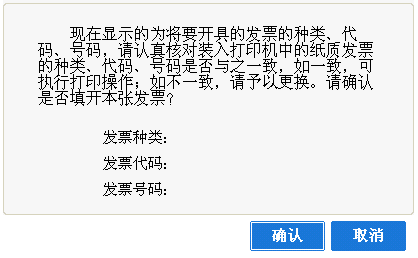 现在显示的为将要开具的发票的种类、代
码、号码，请认真核对装入打印机中的纸质发票
的种类、代码、号码是否与之一致，如一致，可
执行打印操作；如不一致，请予以更换。请确认
是否填开本张发票？
发票种类：
发票代码：
发票号码：
确认 取消